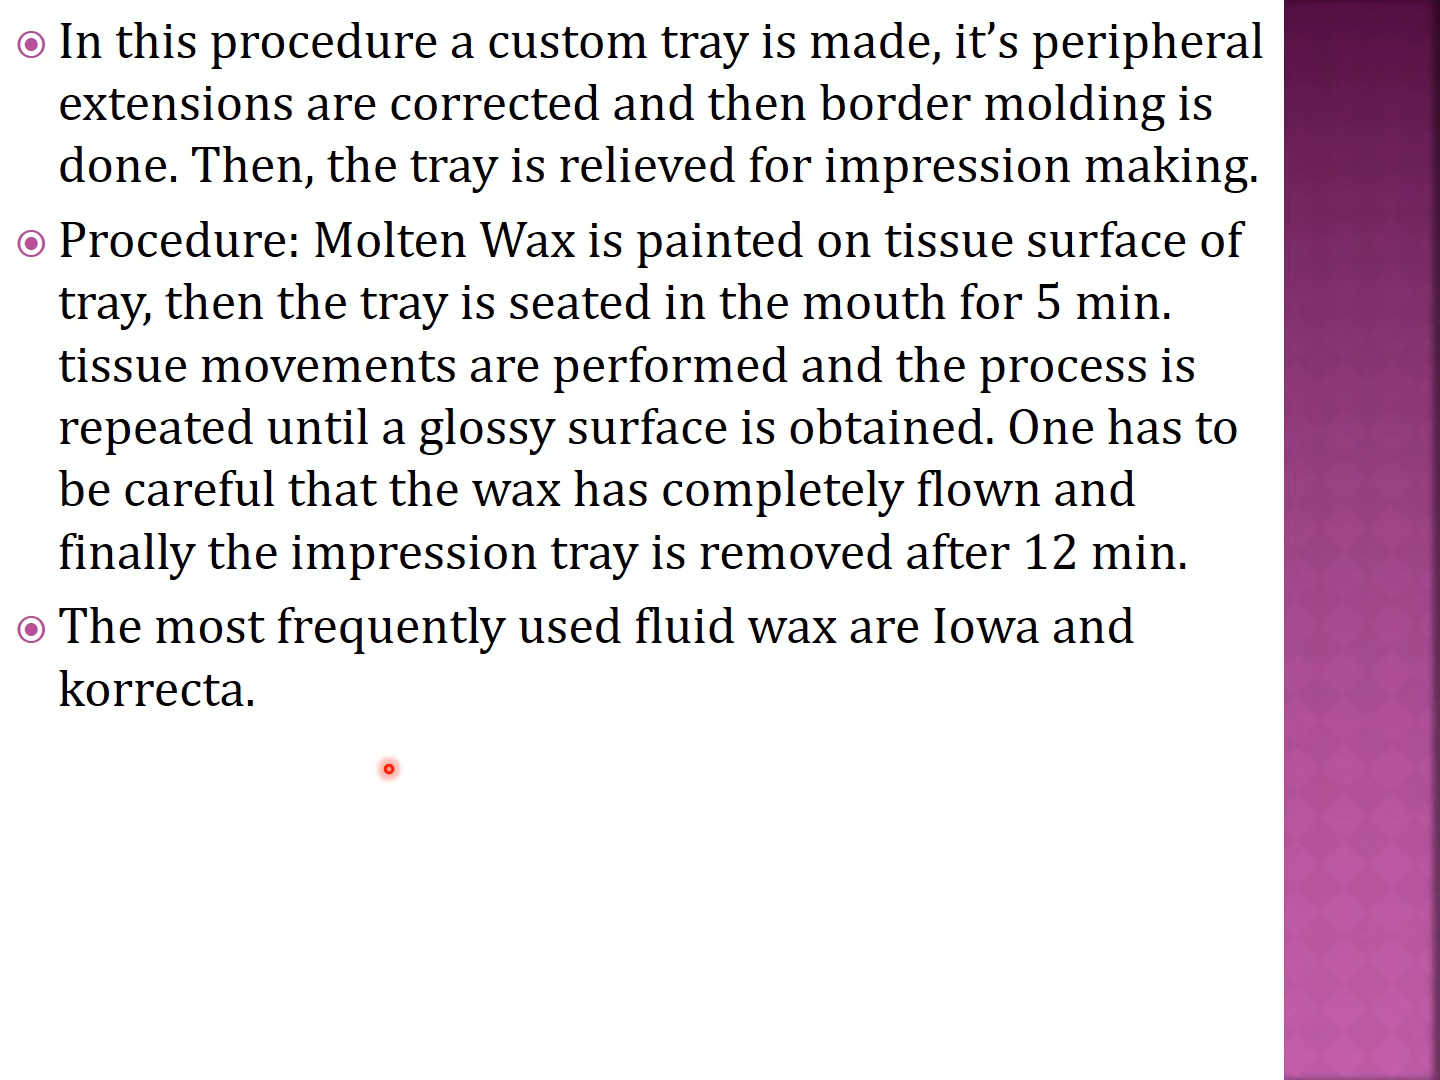 In this procedure a custom tray is made, it’s peripheral
extensions are corrected and then border molding is
done. Then, the tray is relieved for impression making.
Procedure: Molten Wax is painted on tissue surface of
tray, then the tray is seated in the mouth for 5 min.
tissue movements are performed and the process is
repeated until a glossy surface is obtained. One has to
be careful that the wax has completely flown and
finally the impression tray is removed after 12 min.
The most frequently used fluid wax are Iowa and
korrecta.